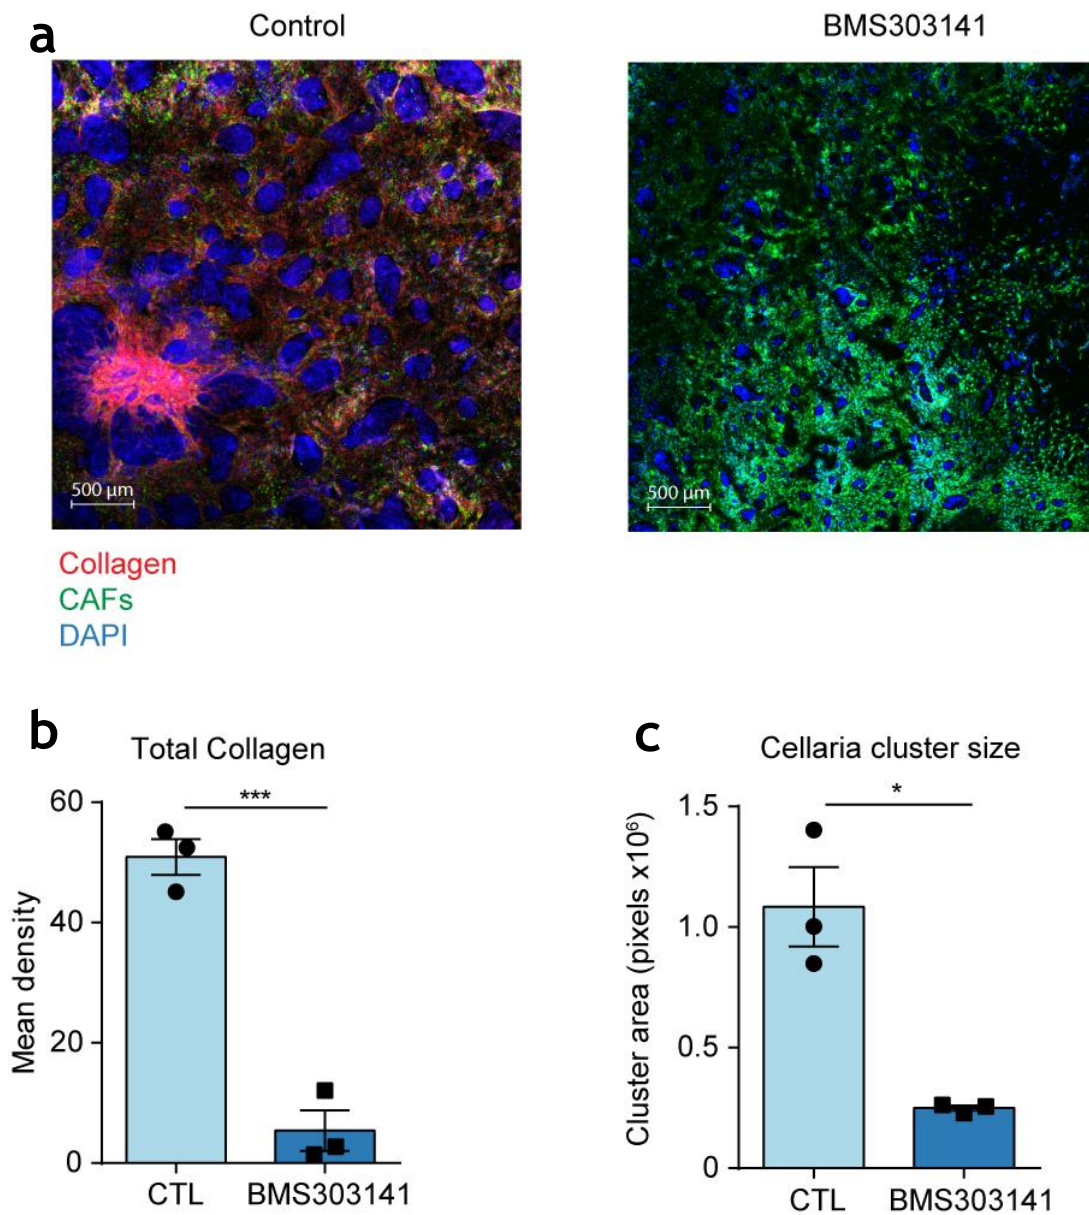 a
Control
BMS303141
500 µm
500 µm
Collagen
CAFs
DAPI
b
Total Collagen
***
60
40
20
0
Mean density
CTL
BMS303141
c
Cellaria cluster size
*
1.5
1.0
0.5
0
Cluster area (pixels x10⁶)
CTL
BMS303141